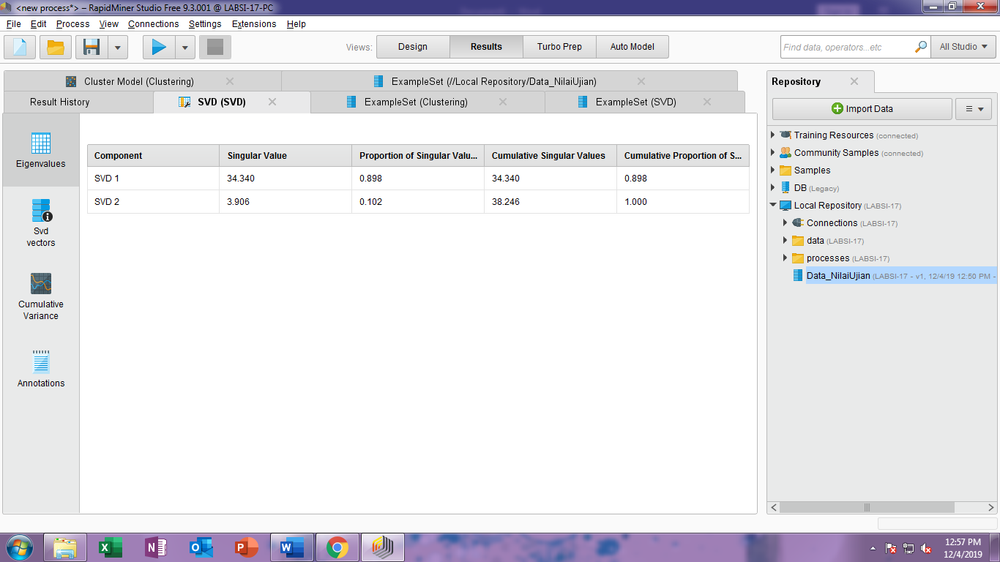 <new process*> – RapidMiner Studio Free 9.3.001 @ LABSI-17-PC
File Edit Process View Connections Settings Extensions Help
Views: Design Results Turbo Prep Auto Model
Find data, operators...etc
All Studio
Cluster Model (Clustering)
ExampleSet (//Local Repository/Data_NilaiUjian)
Result History
SVD (SVD)
ExampleSet (Clustering)
ExampleSet (SVD)
Eigenvalues
Svd
vectors
Cumulative
Variance
Annotations
Component Singular Value Proportion of Singular Valu... Cumulative Singular Values Cumulative Proportion of S...
SVD 1 34.340 0.898 34.340 0.898
SVD 2 3.906 0.102 38.246 1.000
Repository
Import Data
Training Resources (connected)
Community Samples (connected)
Samples
DB (Legacy)
Local Repository (LABSI-17)
Connections (LABSI-17)
data (LABSI-17)
processes (LABSI-17)
Data_NilaiUjian (LABSI-17 - v1, 12/4/19 12:50 PM -
12:57 PM
12/4/2019